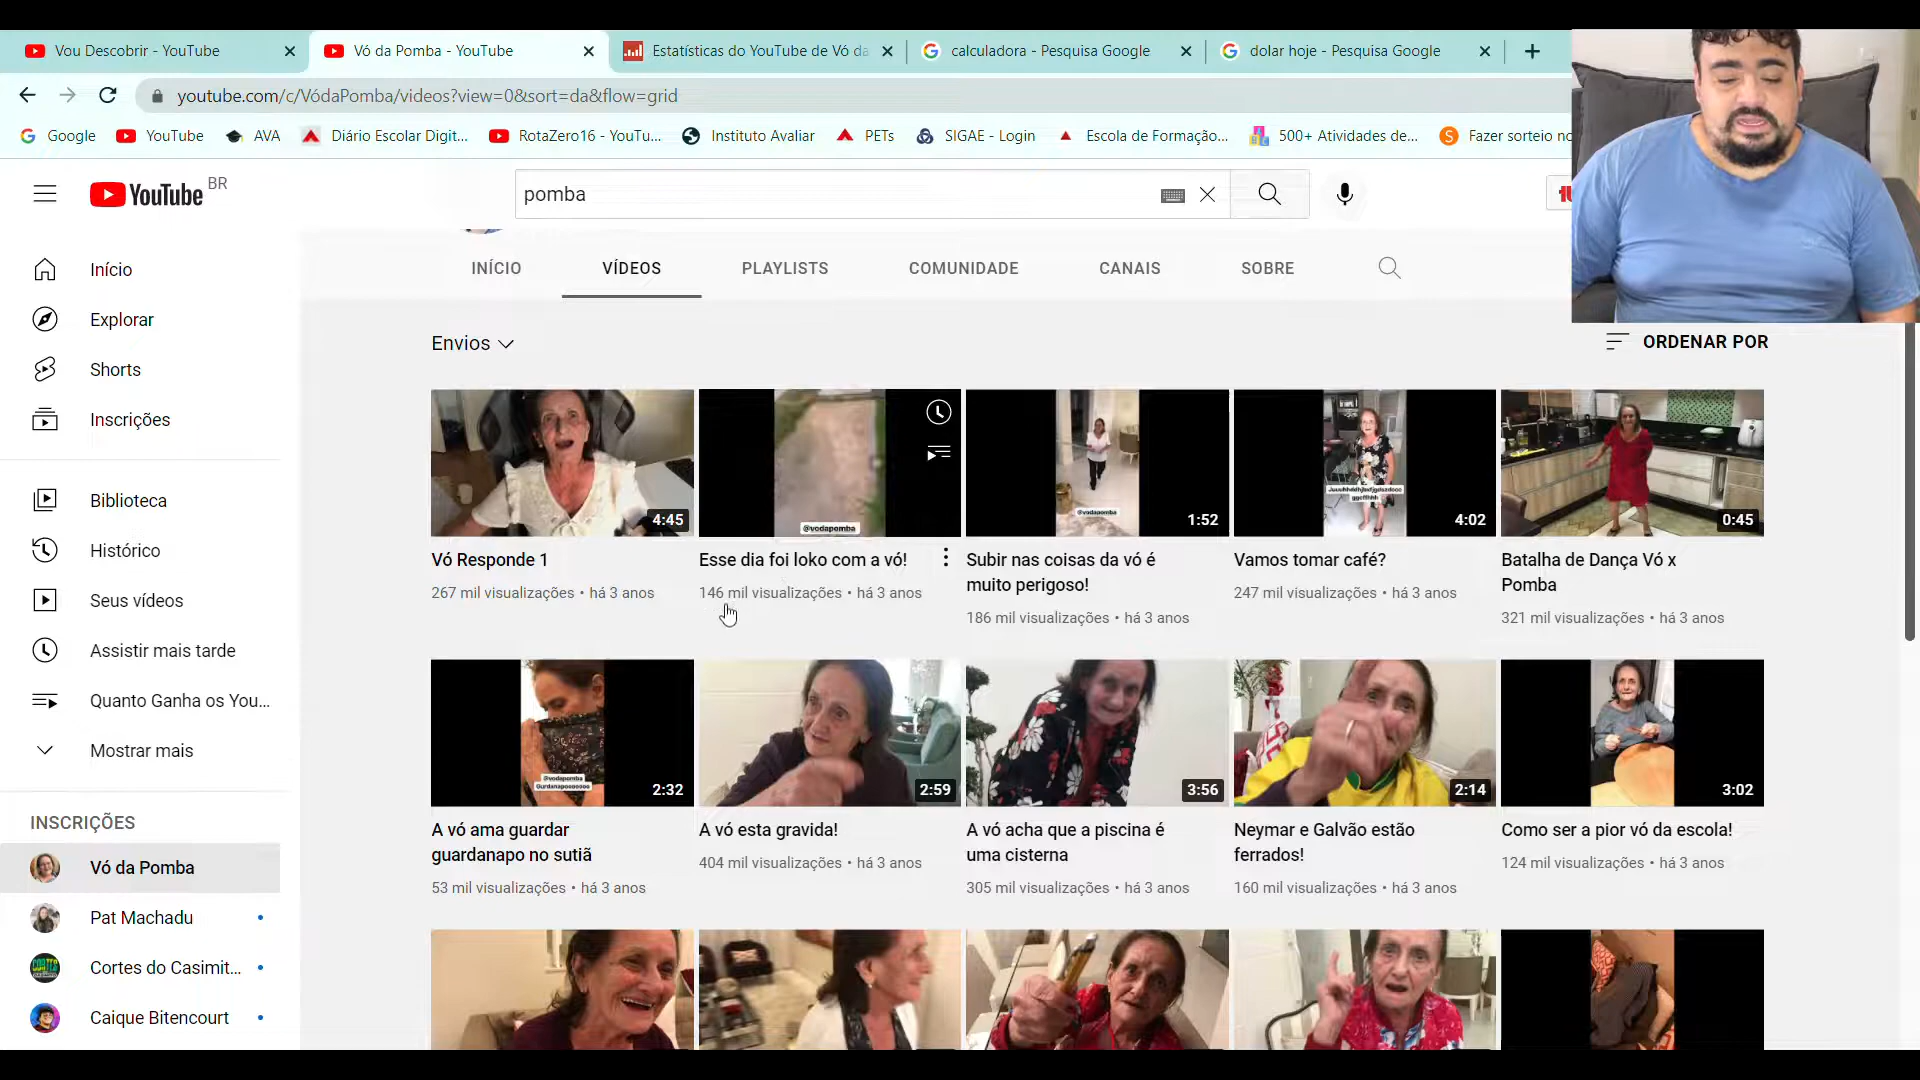 Vou Descobrir - YouTube
Vó da Pomba - YouTube
Estatísticas do YouTube de Vó da
calculadora - Pesquisa Google
dolar hoje - Pesquisa Google
youtube.com/c/VódaPomba/videos?view=0&sort=da&flow=grid
Google
YouTube
AVA
Diário Escolar Digit...
RotaZero16 - YouTu...
Instituto Avaliar
PETs
SIGAE - Login
Escola de Formação...
500+ Atividades de...
Fazer sorteio no
YouTube BR
pomba
Início
Explorar
Shorts
Inscrições
Biblioteca
Histórico
Seus vídeos
Assistir mais tarde
Quanto Ganha os You...
Mostrar mais
INSCRIÇÕES
Vó da Pomba
Pat Machadu
Cortes do Casimit...
Caique Bitencourt
INÍCIO
VÍDEOS
PLAYLISTS
COMUNIDADE
CANAIS
SOBRE
Envios
ORDENAR POR
4:45
@vodapomba
@vodapomba
1:52
4:02
0:45
Vó Responde 1
267 mil visualizações • há 3 anos
Esse dia foi loko com a vó!
146 mil visualizações • há 3 anos
Subir nas coisas da vó é
muito perigoso!
186 mil visualizações • há 3 anos
Vamos tomar café?
247 mil visualizações • há 3 anos
Batalha de Dança Vó x
Pomba
321 mil visualizações • há 3 anos
@vodapomba
2:32
2:59
3:56
2:14
3:02
A vó ama guardar
guardanapo no sutiã
53 mil visualizações • há 3 anos
A vó esta gravida!
404 mil visualizações • há 3 anos
A vó acha que a piscina é
uma cisterna
305 mil visualizações • há 3 anos
Neymar e Galvão estão
ferrados!
160 mil visualizações • há 3 anos
Como ser a pior vó da escola!
124 mil visualizações • há 3 anos